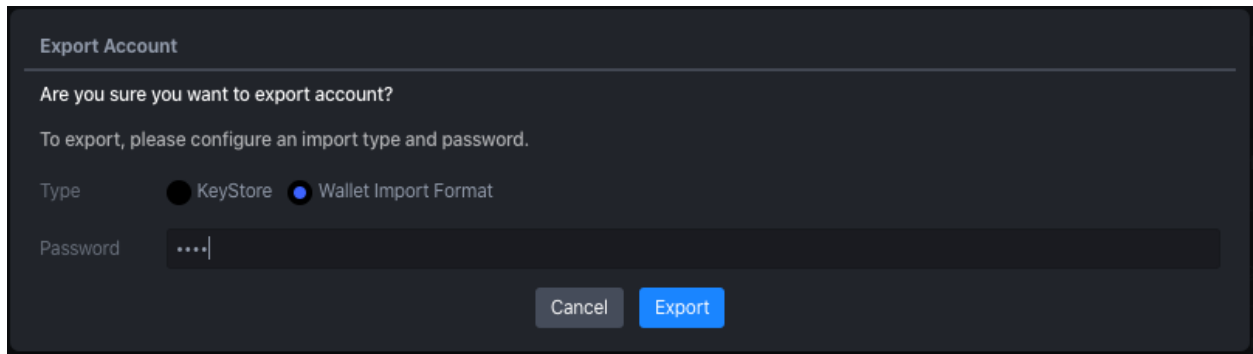 Export Account
Are you sure you want to export account?
To export, please configure an import type and password.
Type KeyStore Wallet Import Format
Password ••••
Cancel Export